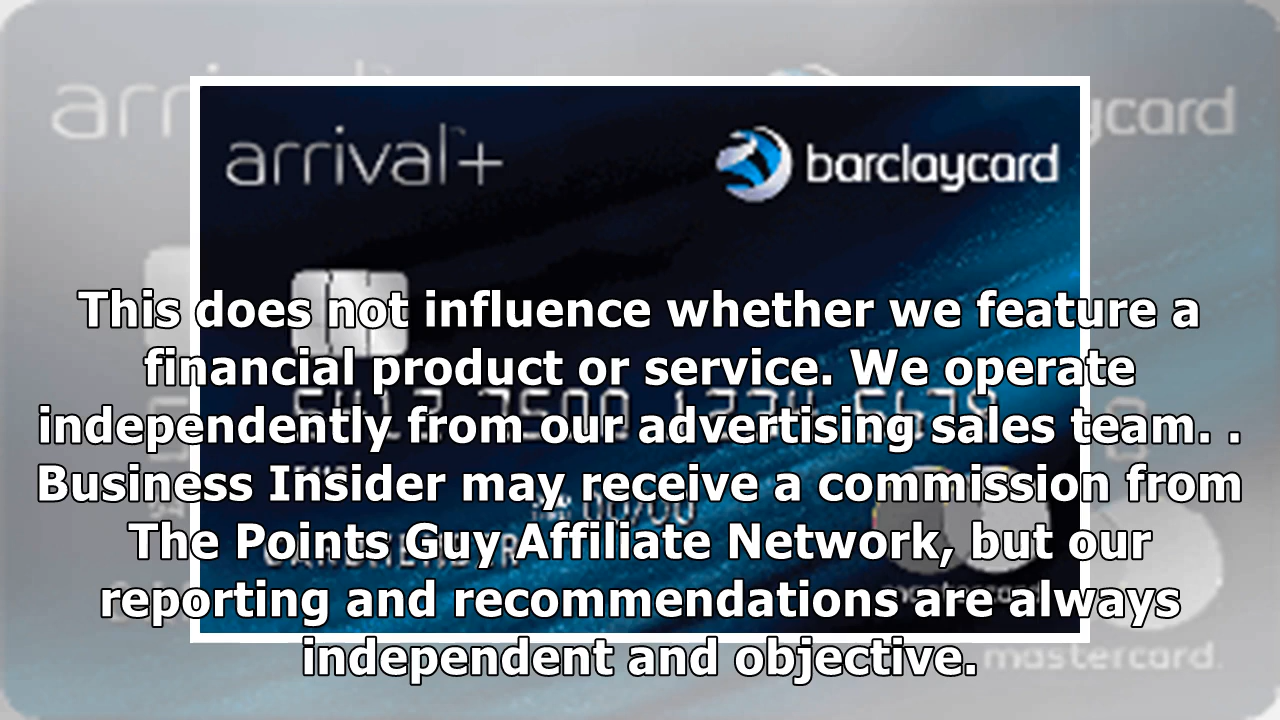 arrival+ barclaycard
This does not influence whether we feature a
financial product or service. We operate
independently from our advertising sales team. .
Business Insider may receive a commission from
The Points Guy Affiliate Network, but our
reporting and recommendations are always
independent and objective.
mastercard.